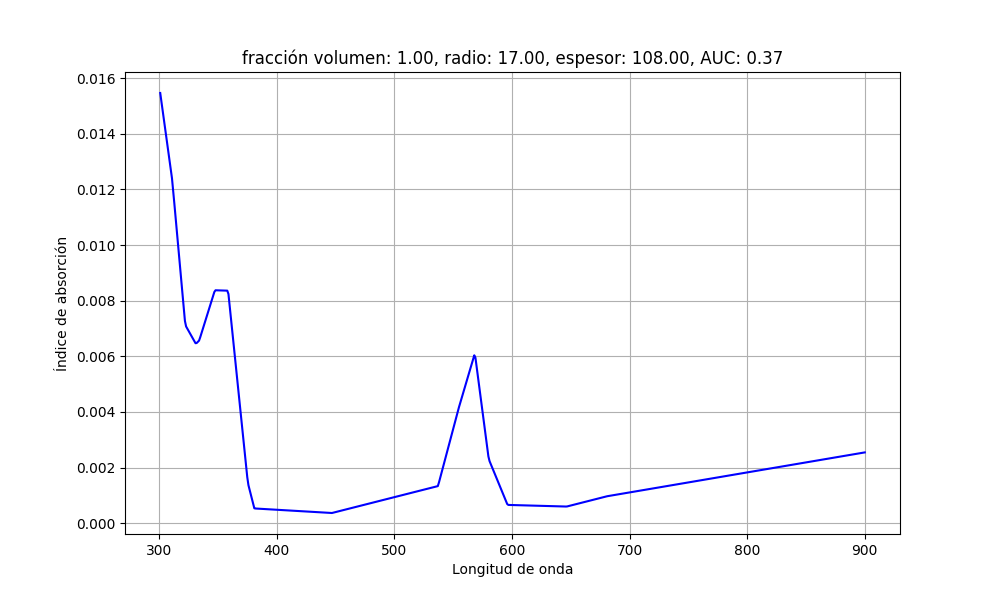 fracción volumen: 1.00, radio: 17.00, espesor: 108.00, AUC: 0.37
0.016
0.014
0.012
0.010
0.008
0.006
0.004
0.002
0.000
Índice de absorción
300 400 500 600 700 800 900
Longitud de onda